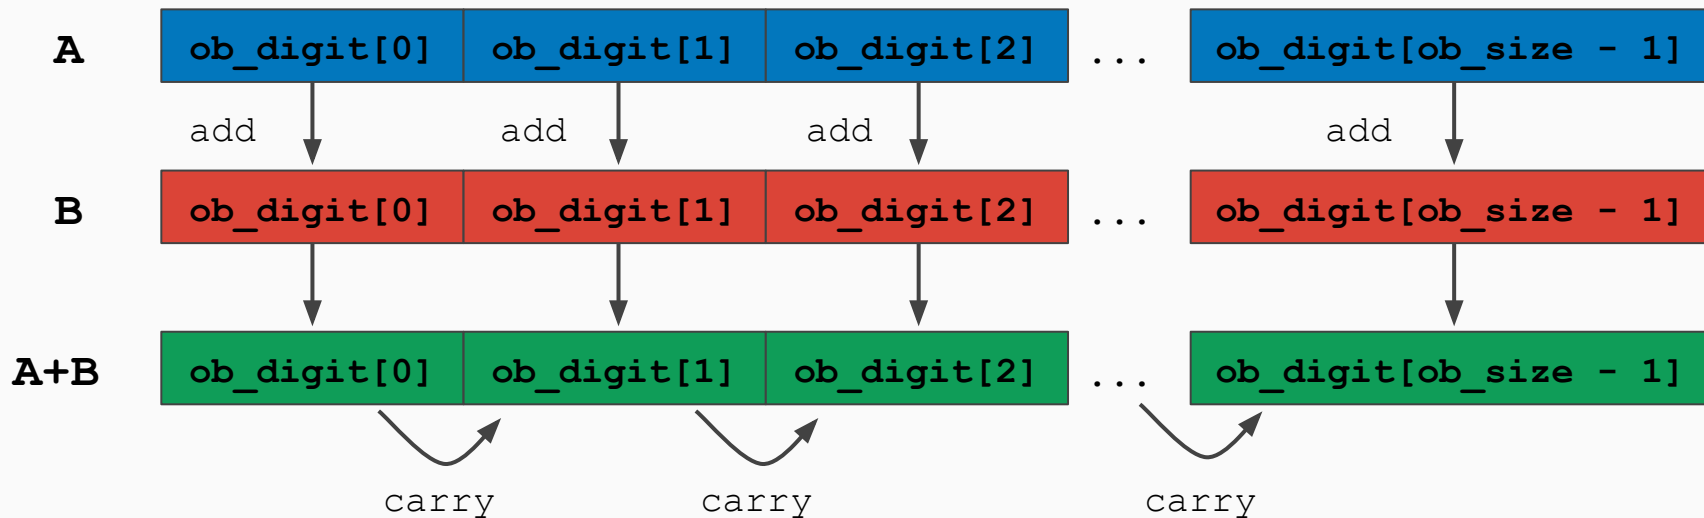 A ob_digit[0] ob_digit[1] ob_digit[2] ... ob_digit[ob_size - 1]
add add add add
B ob_digit[0] ob_digit[1] ob_digit[2] ... ob_digit[ob_size - 1]
A+B ob_digit[0] ob_digit[1] ob_digit[2] ... ob_digit[ob_size - 1]
carry carry carry